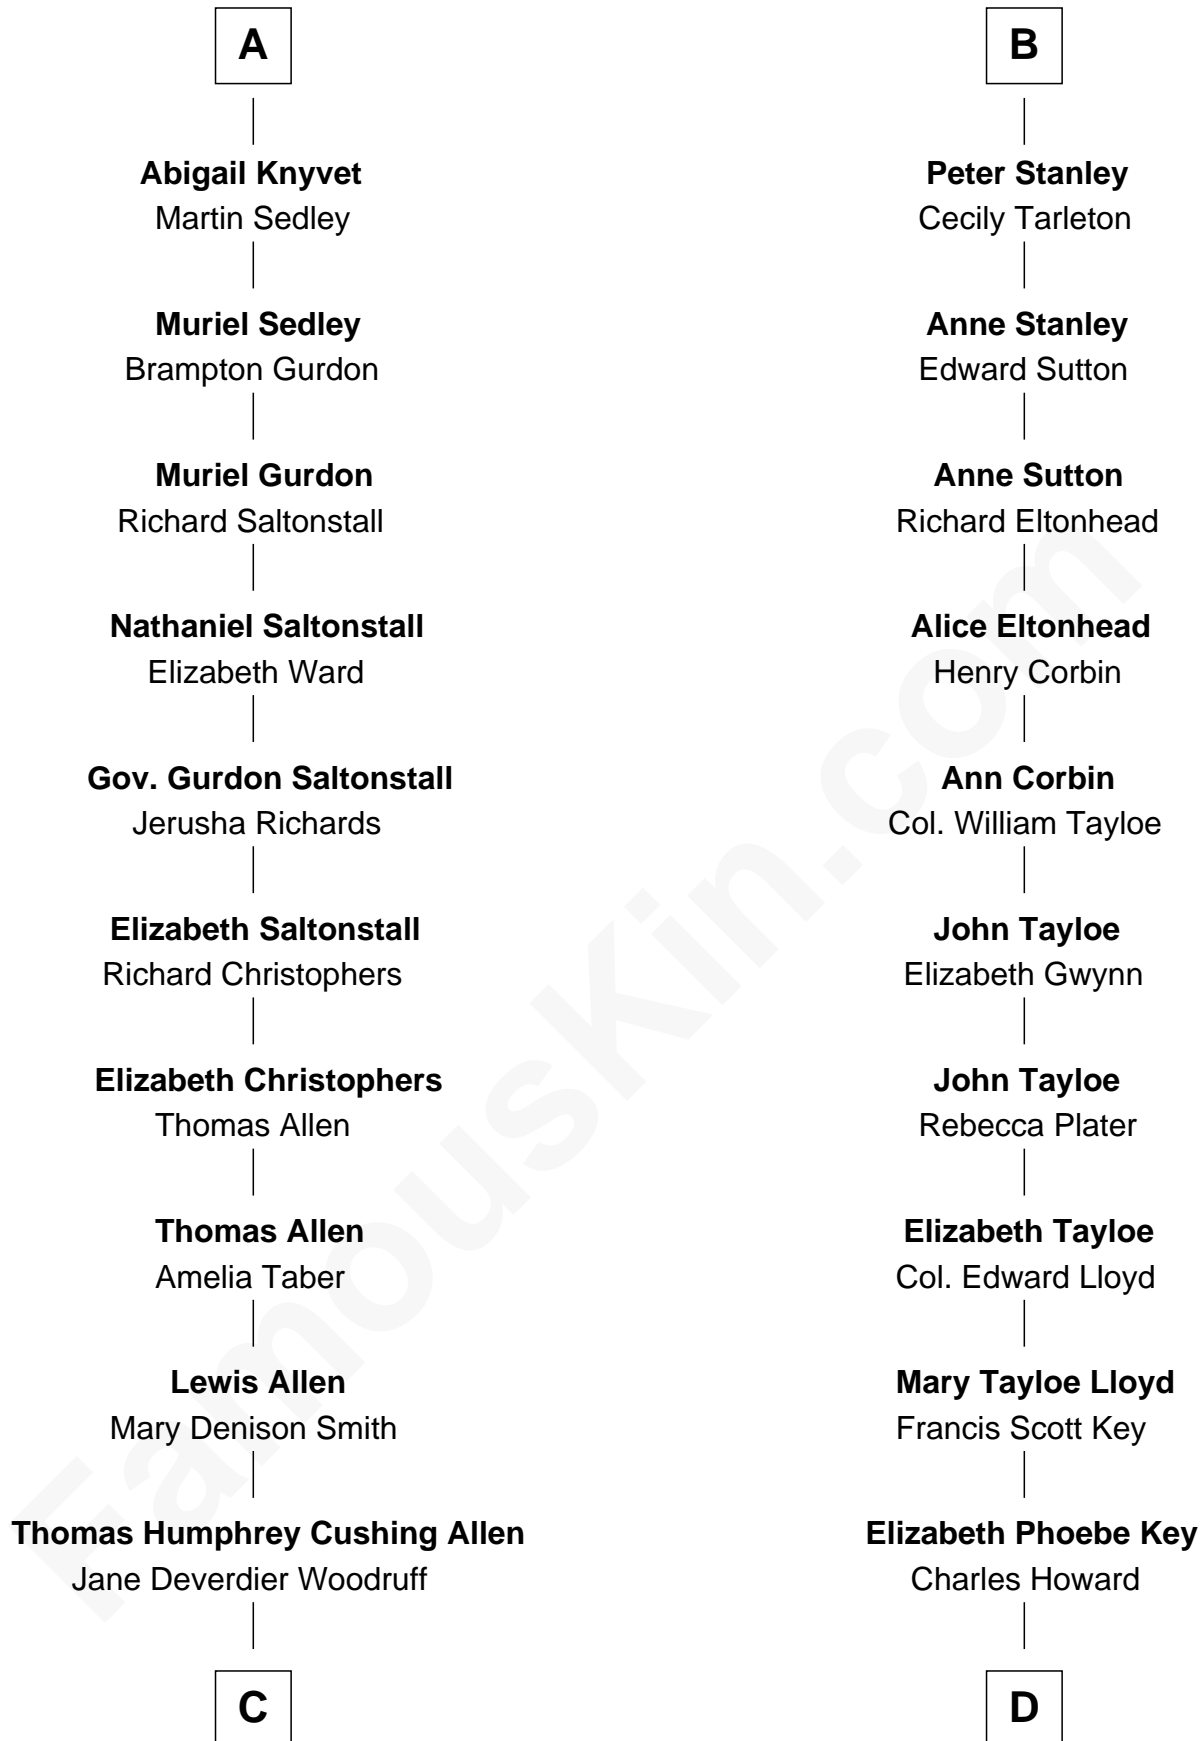 A
Abigail Knyvet
Martin Sedley
Muriel Sedley
Brampton Gurdon
Muriel Gurdon
Richard Saltonstall
Nathaniel Saltonstall
Elizabeth Ward
Gov. Gurdon Saltonstall
Jerusha Richards
Elizabeth Saltonstall
Richard Christophers
Elizabeth Christophers
Thomas Allen
Thomas Allen
Amelia Taber
Lewis Allen
Mary Denison Smith
Thomas Humphrey Cushing Allen
Jane Deverdier Woodruff
C
B
Peter Stanley
Cecily Tarleton
Anne Stanley
Edward Sutton
Anne Sutton
Richard Eltonhead
Alice Eltonhead
Henry Corbin
Ann Corbin
Col. William Tayloe
John Tayloe
Elizabeth Gwynn
John Tayloe
Rebecca Plater
Elizabeth Tayloe
Col. Edward Lloyd
Mary Tayloe Lloyd
Francis Scott Key
Elizabeth Phoebe Key
Charles Howard
D
FamousKin.com